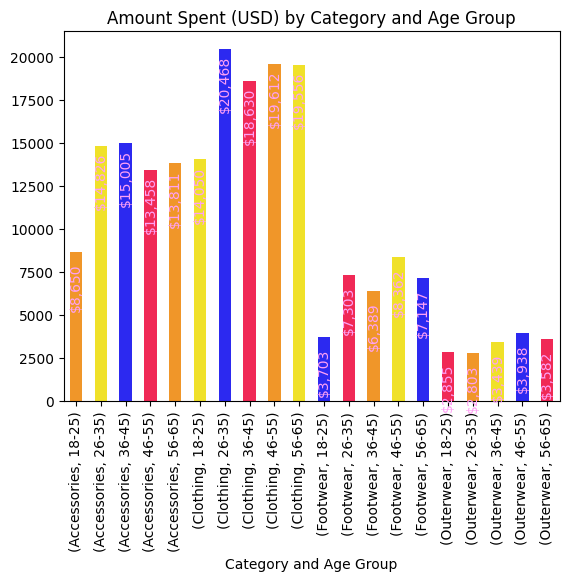 Amount Spent (USD) by Category and Age Group
20000
17500
15000
12500
10000
7500
5000
2500
0
$8,650
$15,005
$13,458
$13,811
$20,468
$18,630
$19,612
$3,703
$7,303
$6,389
$7,147
$2,855
$2,803
$3,938
$3,582
(Accessories, 18-25)
(Accessories, 26-35)
(Accessories, 36-45)
(Accessories, 46-55)
(Accessories, 56-65)
(Clothing, 18-25)
(Clothing, 26-35)
(Clothing, 36-45)
(Clothing, 46-55)
(Clothing, 56-65)
(Footwear, 18-25)
(Footwear, 26-35)
(Footwear, 36-45)
(Footwear, 46-55)
(Footwear, 56-65)
(Outerwear, 18-25)
(Outerwear, 26-35)
(Outerwear, 36-45)
(Outerwear, 46-55)
(Outerwear, 56-65)
Category and Age Group